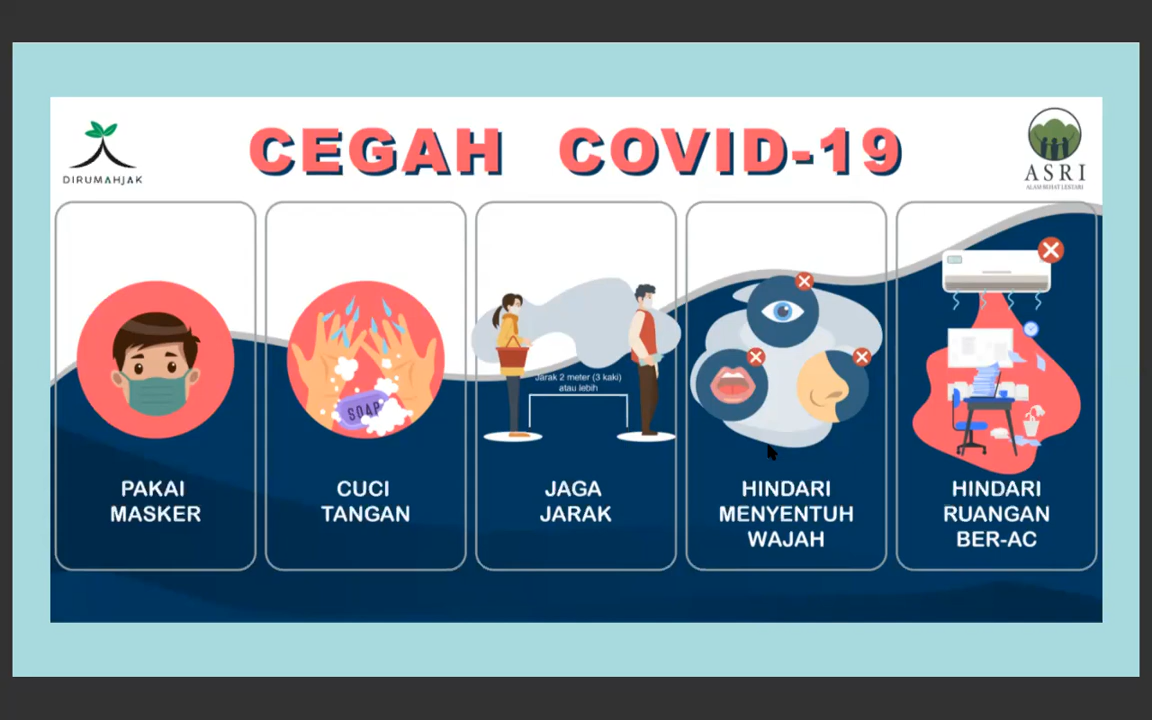 DIRUMAHJAK
CEGAH COVID-19
ASRI
ALAM SEHAT LESTARI
SOAP
Jarak 2 meter (3 kaki)
atau lebih
PAKAI
MASKER
CUCI
TANGAN
JAGA
JARAK
HINDARI
MENYENTUH
WAJAH
HINDARI
RUANGAN
BER-AC